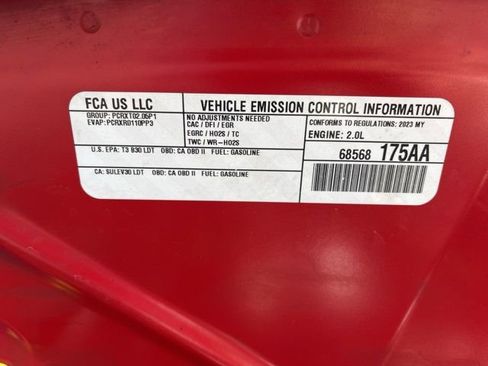 FCA US LLC
VEHICLE EMISSION CONTROL INFORMATION
GROUP: PCRXT02.05P1
EVAP: PCRXR0110PP3
NO ADJUSTMENTS NEEDED
CAC / DFI / EGR
EGRC / HO2S / TC
TWC / WR-HO2S
CONFORMS TO REGULATIONS: 2023 MY
ENGINE: 2.0L
U.S. EPA: T3 B30 LDT OBD: CA OBD II FUEL: GASOLINE
68568 175AA
CA: SULEV30 LDT OBD: CA OBD II FUEL: GASOLINE